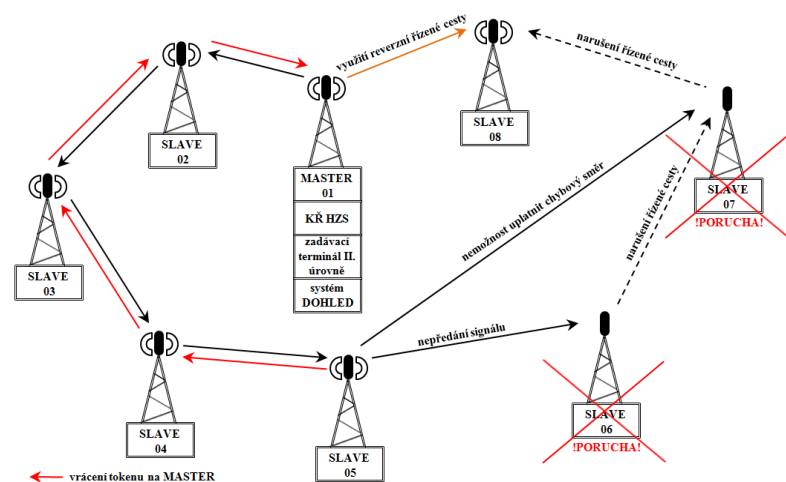 využití reverzní řízené cesty
narušení řízené cesty
SLAVE
02
SLAVE
08
MASTER
01
KŘ HZS
zadávací
terminál II.
úrovně
systém
DOHLED
SLAVE
07
!PORUCHA!
nemožnost uplatnit chybový směr
narušení řízené cesty
SLAVE
03
nepředání signálu
SLAVE
04
SLAVE
05
SLAVE
06
!PORUCHA!
vrácení tokenu na MASTER